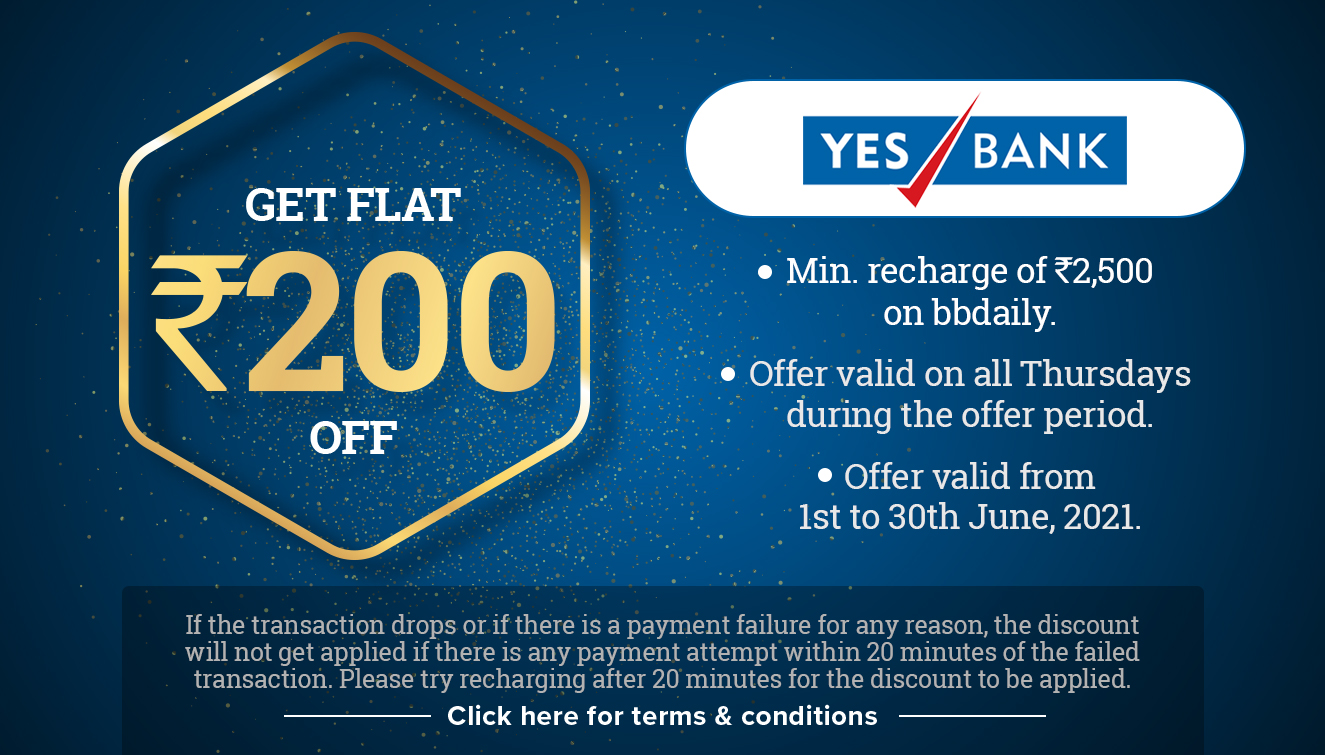 GET FLAT
₹200
OFF
YES BANK
• Min. recharge of ₹2,500
on bbdaily.
• Offer valid on all Thursdays
during the offer period.
• Offer valid from
1st to 30th June, 2021.
If the transaction drops or if there is a payment failure for any reason, the discount
will not get applied if there is any payment attempt within 20 minutes of the failed
transaction. Please try recharging after 20 minutes for the discount to be applied.
Click here for terms & conditions